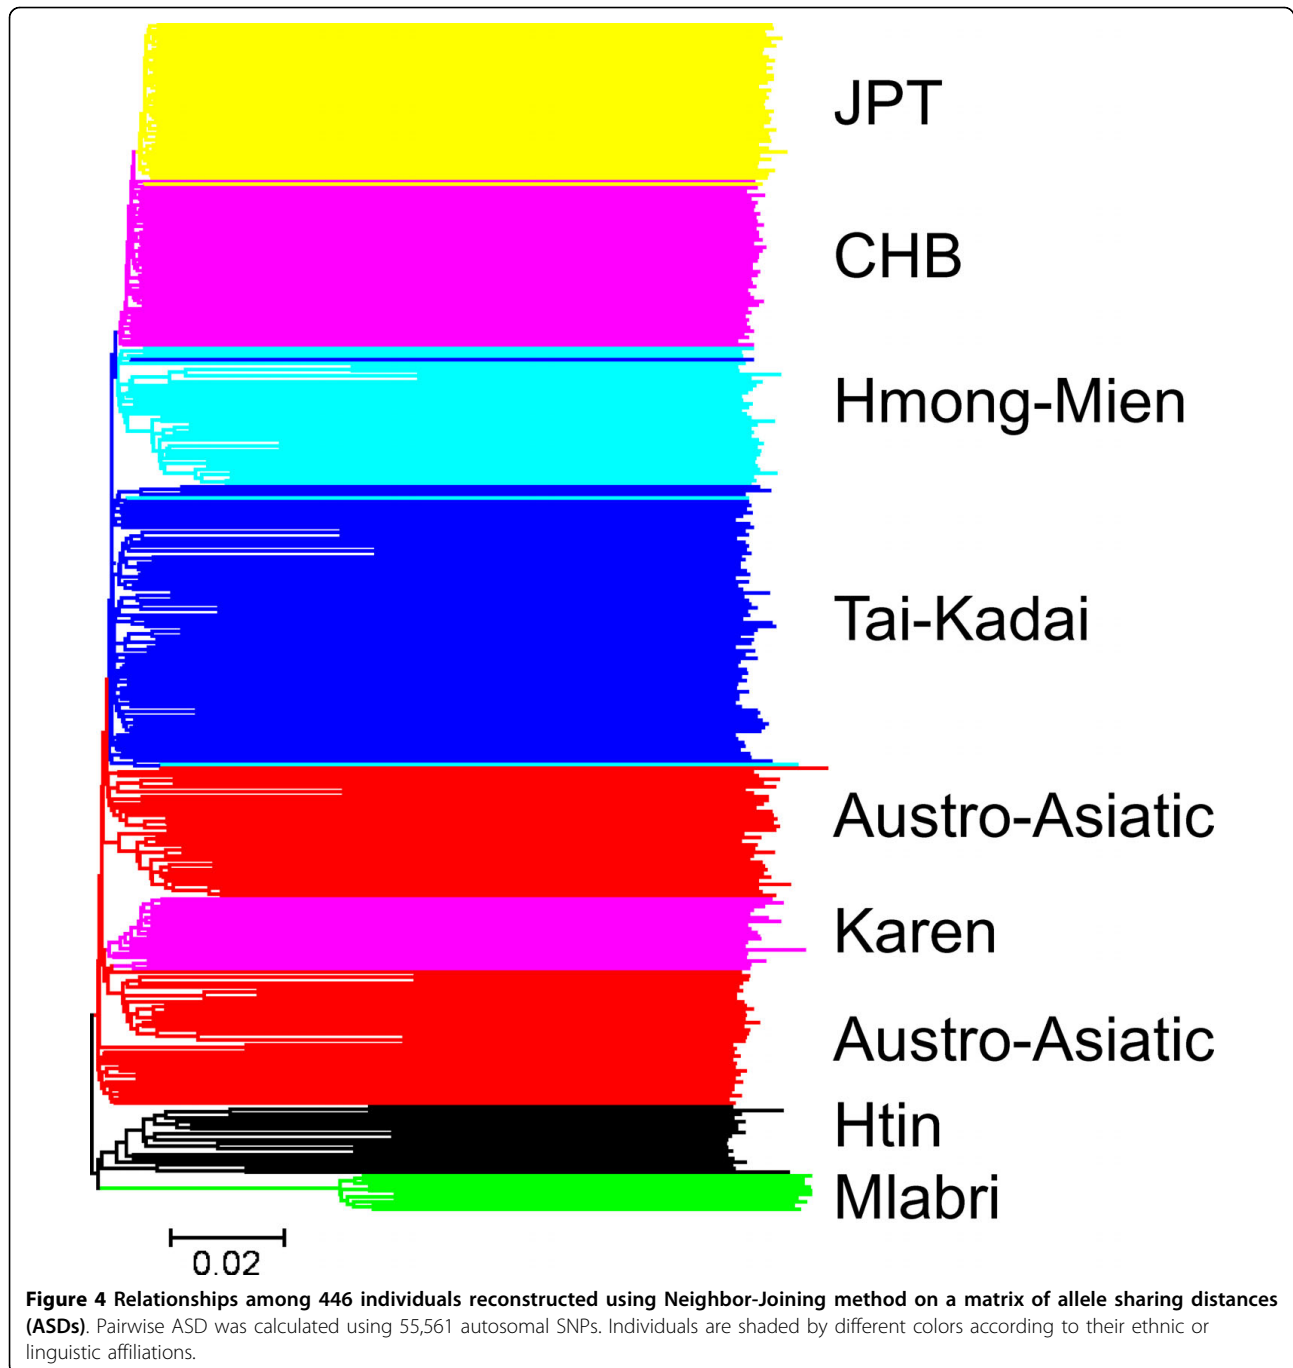 JPT
CHB
Hmong-Mien
Tai-Kadai
Austro-Asiatic
Karen
Austro-Asiatic
Htin
Mlabri
0.02
Figure 4 Relationships among 446 individuals reconstructed using Neighbor-Joining method on a matrix of allele sharing distances
(ASDs). Pairwise ASD was calculated using 55,561 autosomal SNPs. Individuals are shaded by different colors according to their ethnic or
linguistic affiliations.